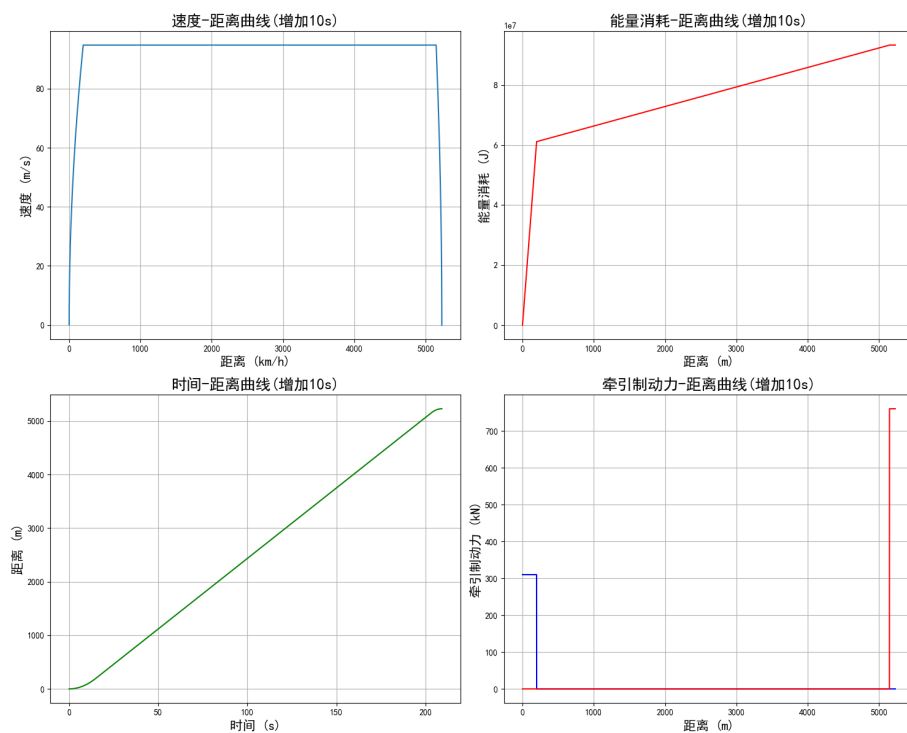 速度-距离曲线(增加10s)
速度 (m/s)
80
60
40
20
0
0 1000 2000 3000 4000 5000
距离 (km/h)
能量消耗-距离曲线(增加10s)
1e7
能量消耗 (J)
8
6
4
2
0
0 1000 2000 3000 4000 5000
距离 (m)
时间-距离曲线(增加10s)
距离 (m)
5000
4000
3000
2000
1000
0
0 50 100 150 200
时间 (s)
牵引制动力-距离曲线(增加10s)
牵引制动力 (kN)
700
600
500
400
300
200
100
0
0 1000 2000 3000 4000 5000
距离 (m)